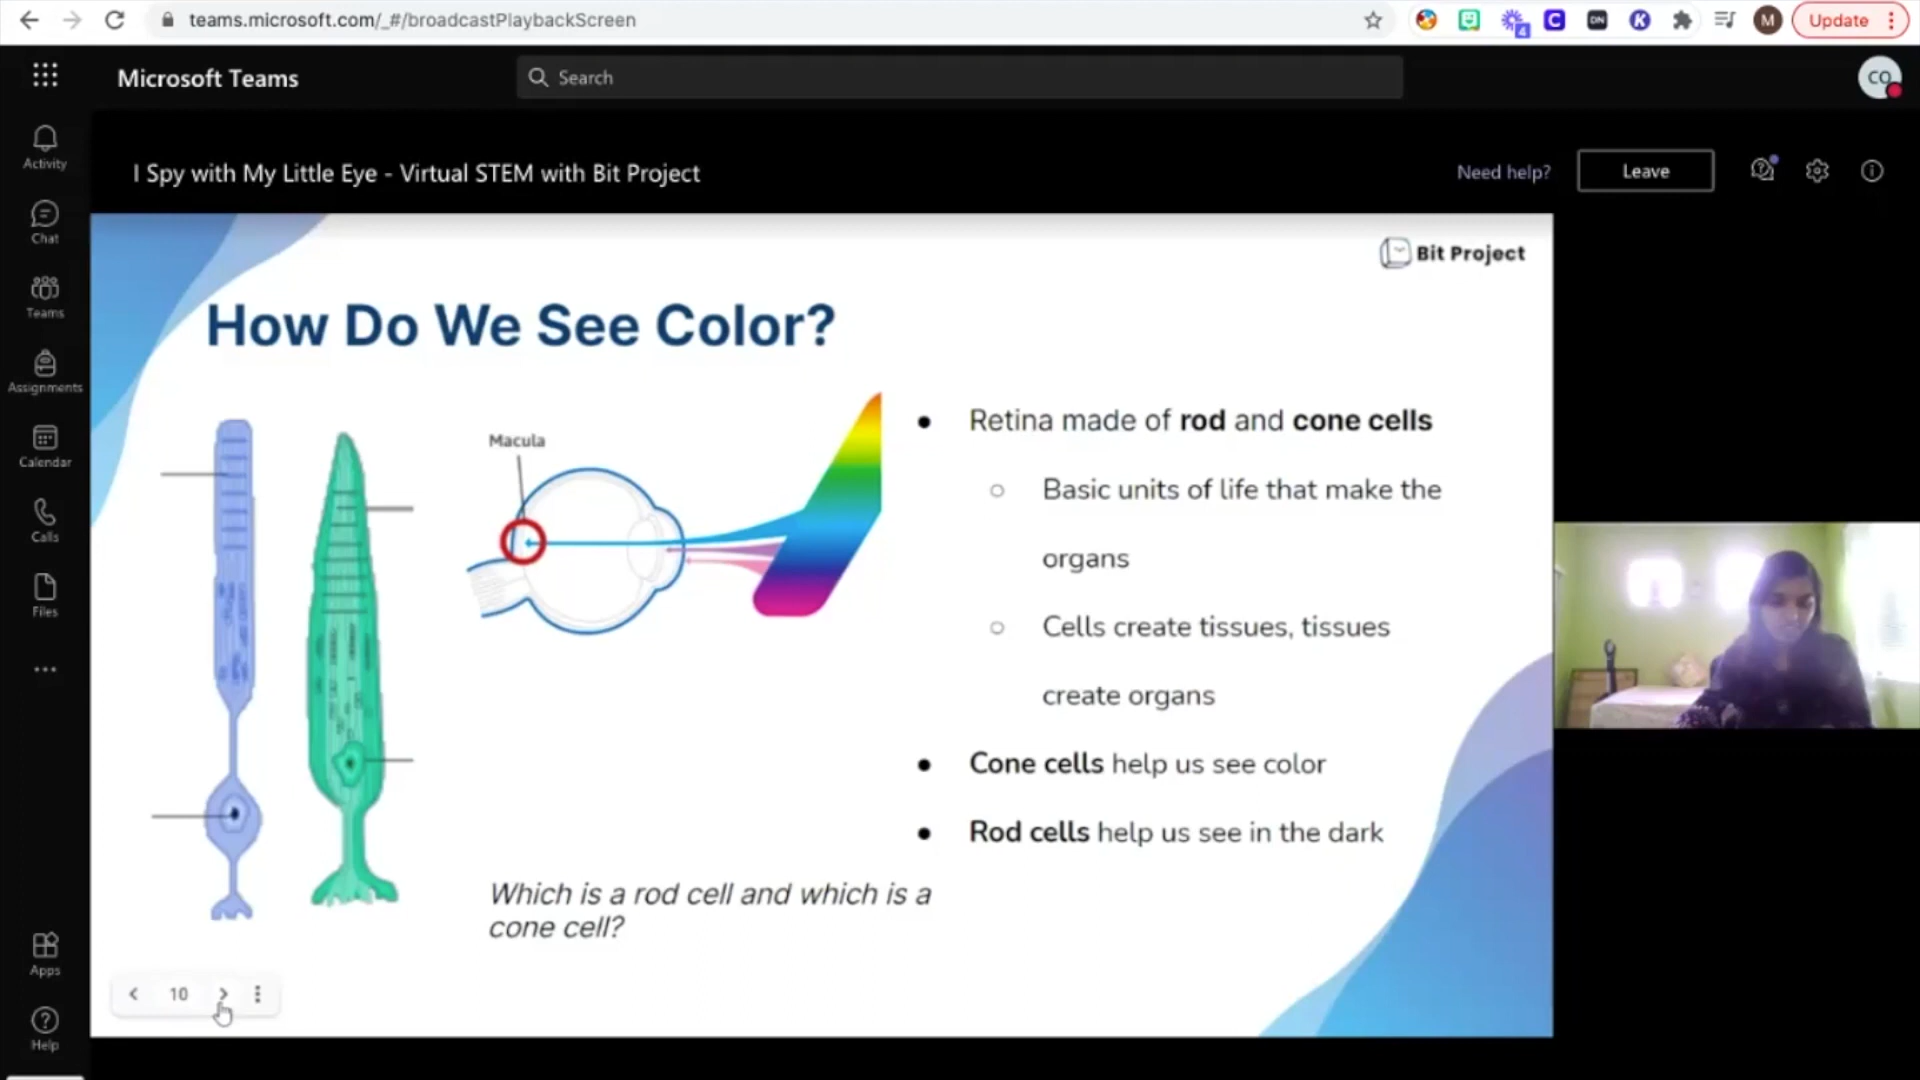 teams.microsoft.com/_#/broadcastPlaybackScreen
4
DN
K
M
Update
Microsoft Teams
Search
CO
Activity
Chat
Teams
Assignments
Calendar
Calls
Files
Apps
Help
I Spy with My Little Eye - Virtual STEM with Bit Project
Need help?
Leave
Bit Project
How Do We See Color?
Macula
Retina made of rod and cone cells
Basic units of life that make the
organs
Cells create tissues, tissues
create organs
Cone cells help us see color
Rod cells help us see in the dark
Which is a rod cell and which is a
cone cell?
10